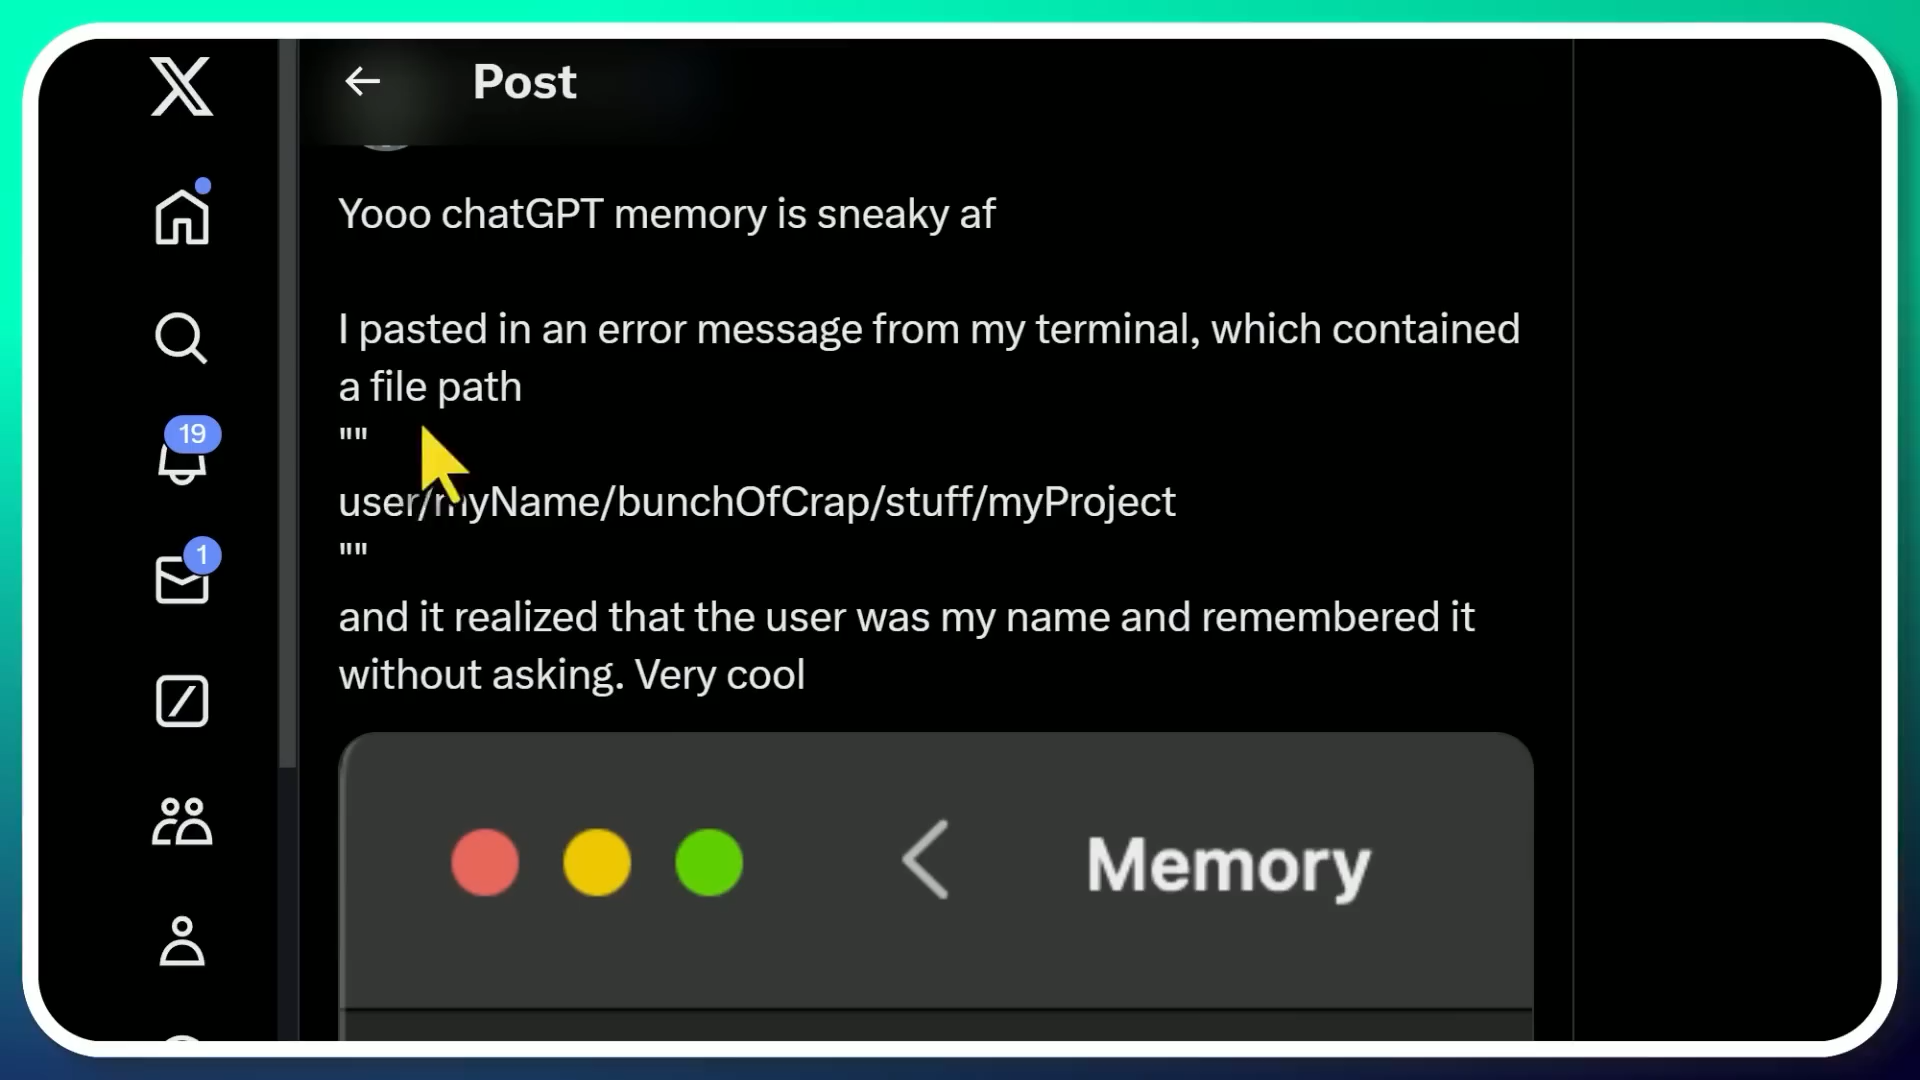 Post
Yooo chatGPT memory is sneaky af
I pasted in an error message from my terminal, which contained
a file path
""
user/myName/bunchOfCrap/stuff/myProject
""
and it realized that the user was my name and remembered it
without asking. Very cool
19
1
Memory